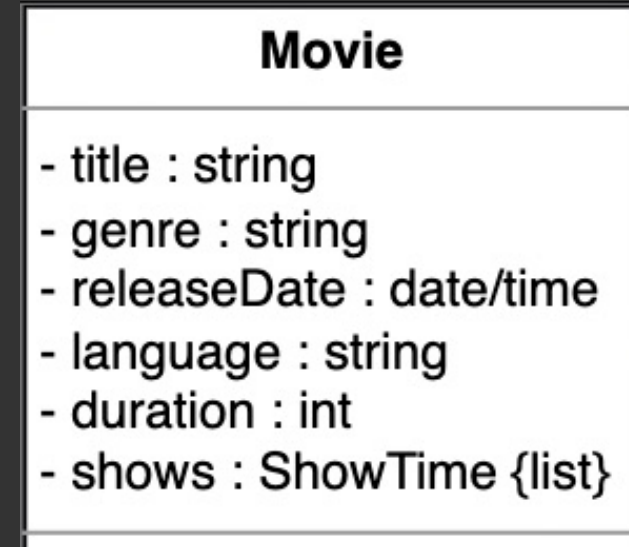 Movie
- title : string
- genre : string
- releaseDate : date/time
- language : string
- duration : int
- shows : ShowTime {list}